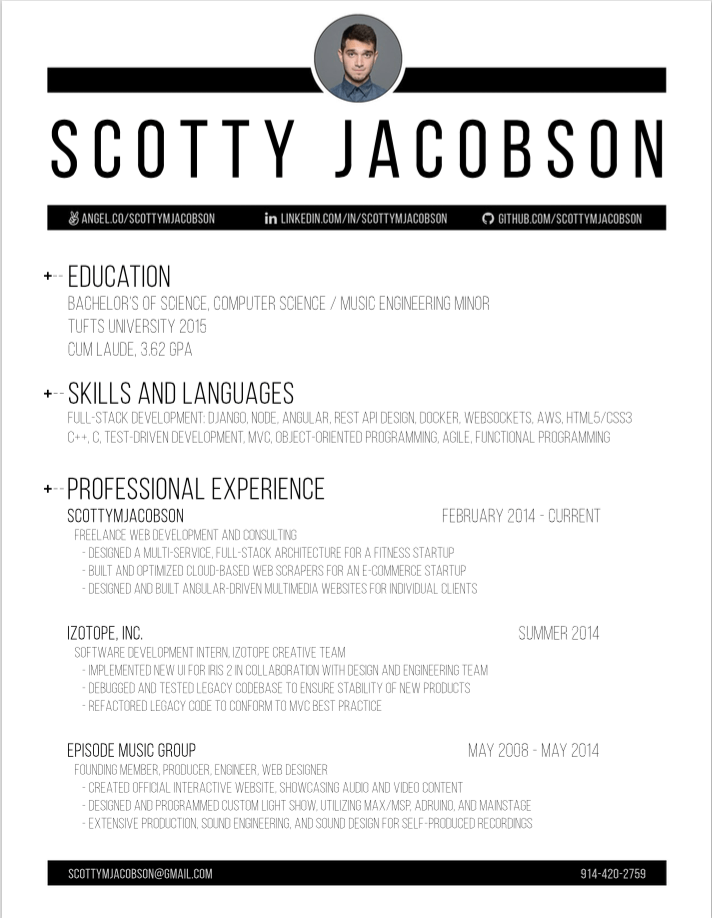 SCOTTY JACOBSON
ANGEL.CO/SCOTTYMJACOBSON LINKEDIN.COM/IN/SCOTTYMJACOBSON GITHUB.COM/SCOTTYMJACOBSON
EDUCATION
BACHELOR'S OF SCIENCE, COMPUTER SCIENCE / MUSIC ENGINEERING MINOR
TUFTS UNIVERSITY 2015
CUM LAUDE, 3.62 GPA
SKILLS AND LANGUAGES
FULL-STACK DEVELOPMENT: DJANGO, NODE, ANGULAR, REST API DESIGN, DOCKER, WEBSOCKETS, AWS, HTML5/CSS3
C++, C, TEST-DRIVEN DEVELOPMENT, MVC, OBJECT-ORIENTED PROGRAMMING, AGILE, FUNCTIONAL PROGRAMMING
PROFESSIONAL EXPERIENCE
SCOTTYMJACOBSON FEBRUARY 2014 - CURRENT
FREELANCE WEB DEVELOPMENT AND CONSULTING
- DESIGNED A MULTI-SERVICE, FULL-STACK ARCHITECTURE FOR A FITNESS STARTUP
- BUILT AND OPTIMIZED CLOUD-BASED WEB SCRAPERS FOR AN E-COMMERCE STARTUP
- DESIGNED AND BUILT ANGULAR-DRIVEN MULTIMEDIA WEBSITES FOR INDIVIDUAL CLIENTS
IZOTOPE, INC. SUMMER 2014
SOFTWARE DEVELOPMENT INTERN, IZOTOPE CREATIVE TEAM
- IMPLEMENTED NEW UI FOR IRIS 2 IN COLLABORATION WITH DESIGN AND ENGINEERING TEAM
- DEBUGGED AND TESTED LEGACY CODEBASE TO ENSURE STABILITY OF NEW PRODUCTS
- REFACTORED LEGACY CODE TO CONFORM TO MVC BEST PRACTICE
EPISODE MUSIC GROUP MAY 2008 - MAY 2014
FOUNDING MEMBER, PRODUCER, ENGINEER, WEB DESIGNER
- CREATED OFFICIAL INTERACTIVE WEBSITE, SHOWCASING AUDIO AND VIDEO CONTENT
- DESIGNED AND PROGRAMMED CUSTOM LIGHT SHOW, UTILIZING MAX/MSP, ADRUINO, AND MAINSTAGE
- EXTENSIVE PRODUCTION, SOUND ENGINEERING, AND SOUND DESIGN FOR SELF-PRODUCED RECORDINGS
SCOTTYMJACOBSON@GMAIL.COM 914-420-2759